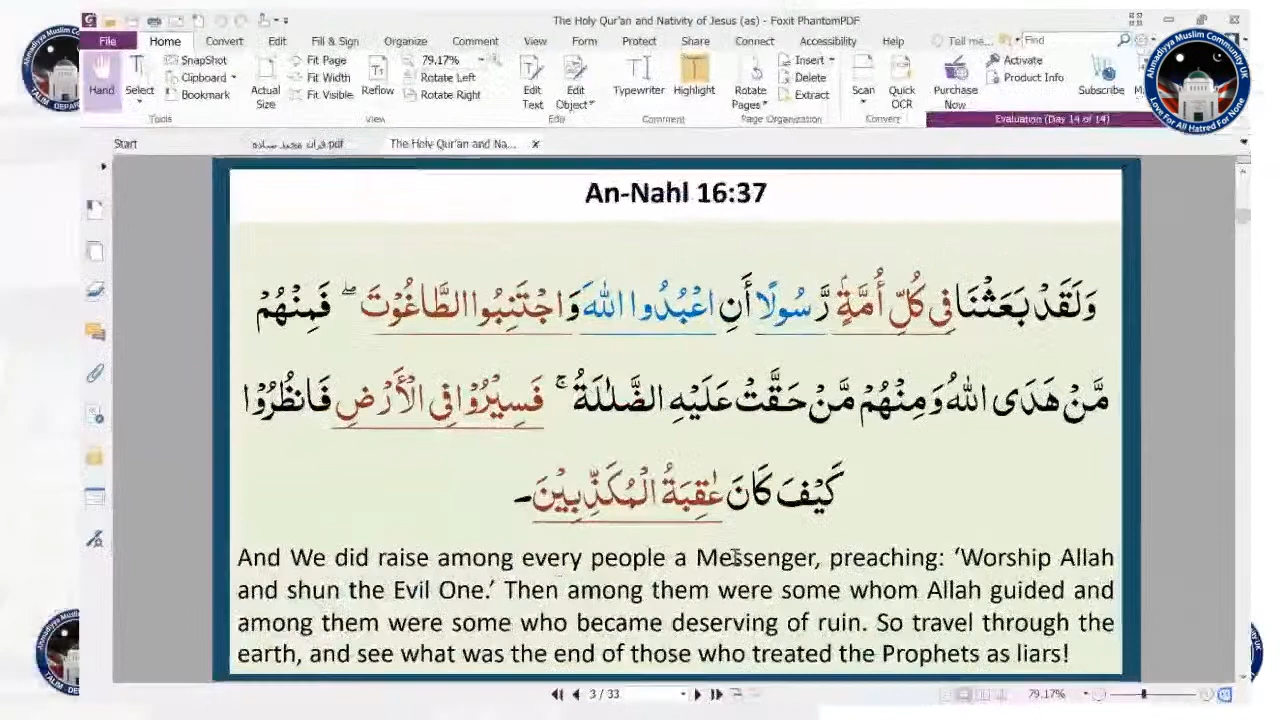 The Holy Qur'an and Nativity of Jesus (as) - Foxit PhantomPDF
File Home Convert Edit Fill & Sign Organize Comment View Form Protect Share Connect Accessibility Help Tell me... Find
Hand
Select
SnapShot
Clipboard
Bookmark
Actual Size
Fit Page
Fit Width
Fit Visible
Reflow
79.17%
Rotate Left
Rotate Right
Edit Text
Edit Object
Typewriter
Highlight
Rotate Pages
Insert
Delete
Extract
Scan
Quick OCR
Purchase Now
Activate
Product Info
Subscribe
Tools View Edit Comment Page Organization Convert Evaluation (Day 14 of 14)
Ahmadiyya Muslim Community UK
Love For All Hatred For None
Start قرآن مجید سادہ.pdf The Holy Qur'an and Na...
An-Nahl 16:37
وَلَقَدْ بَعَثْنَا فِي كُلِّ أُمَّةٍ رَّسُولًا أَنِ اعْبُدُوا اللّٰهَ وَاجْتَنِبُوا الطَّاغُوْتَ ۖ فَمِنْهُمْ
مَّنْ هَدَى اللّٰهُ وَمِنْهُمْ مَّنْ حَقَّتْ عَلَيْهِ الضَّلٰلَةُ ۚ فَسِيْرُوْا فِي الْأَرْضِ فَانْظُرُوْا
كَيْفَ كَانَ عٰقِبَةُ الْمُكَذِّبِيْنَ۔
And We did raise among every people a Messenger, preaching: ‘Worship Allah
and shun the Evil One.’ Then among them were some whom Allah guided and
among them were some who became deserving of ruin. So travel through the
earth, and see what was the end of those who treated the Prophets as liars!
3 / 33
79.17%